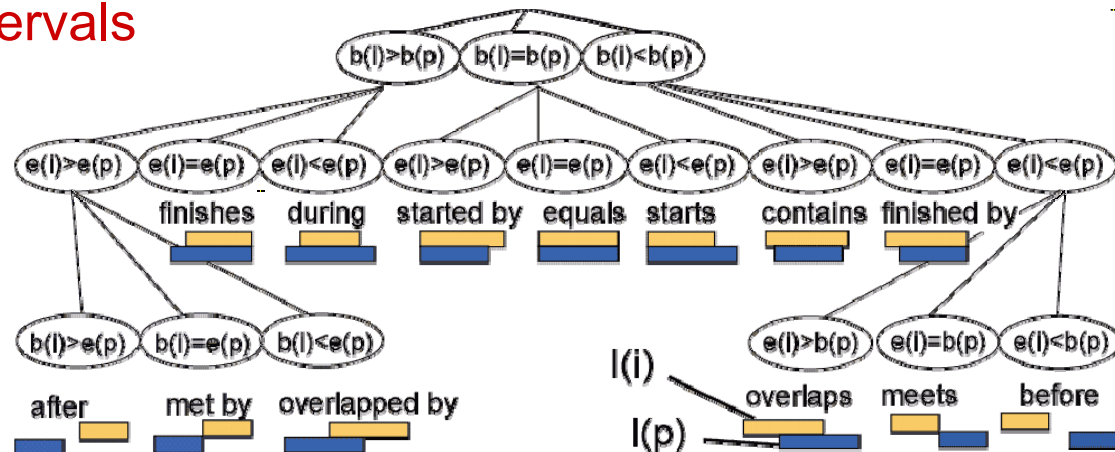 ervals
b(I)>b(p) b(I)=b(p) b(I)<b(p)
e(I)>e(p) e(I)=e(p) e(I)<e(p) e(I)>e(p) e(I)=e(p) e(I)<e(p) e(I)>e(p) e(I)=e(p) e(I)<e(p)
finishes during started by equals starts contains finished by
b(I)>e(p) b(I)=e(p) b(I)<e(p) e(I)>b(p) e(I)=b(p) e(I)<b(p)
I(i)
after met by overlapped by overlaps meets before
I(p)